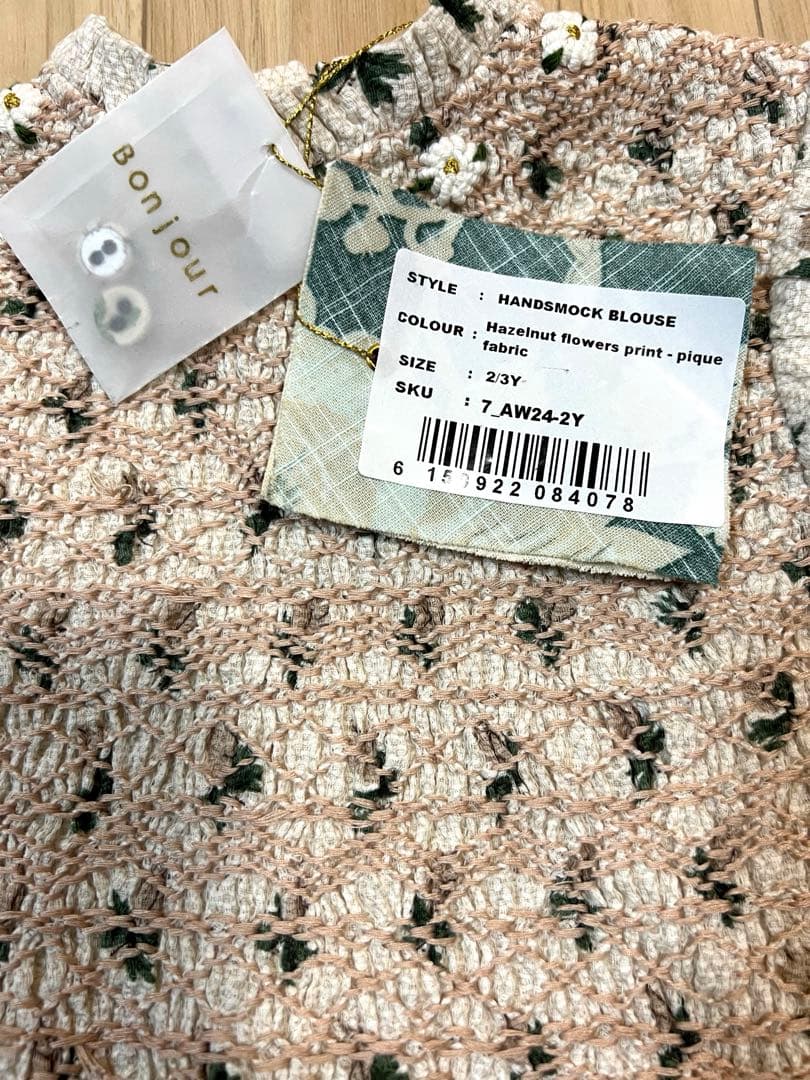 Bonjour
STYLE : HANDSMOCK BLOUSE
COLOUR : Hazelnut flowers print - pique
fabric
SIZE : 2/3Y
SKU : 7_AW24-2Y